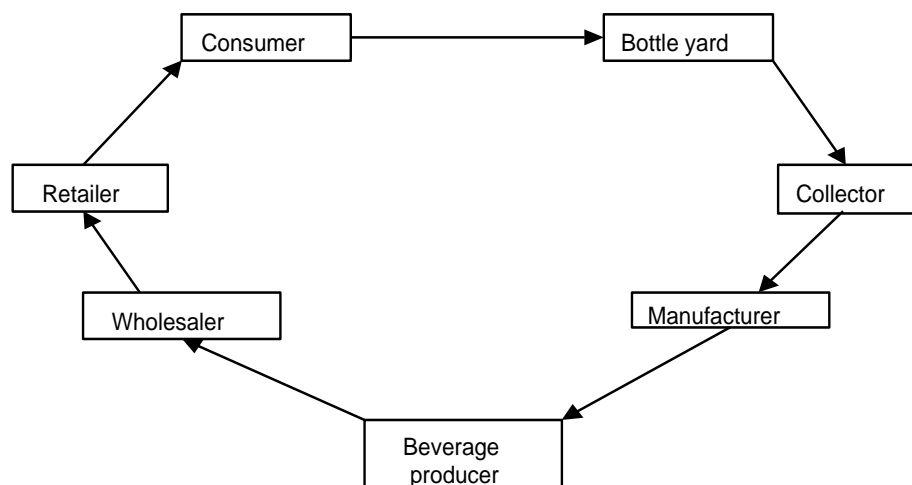 Consumer
Bottle yard
Retailer
Collector
Wholesaler
Manufacturer
Beverage
producer